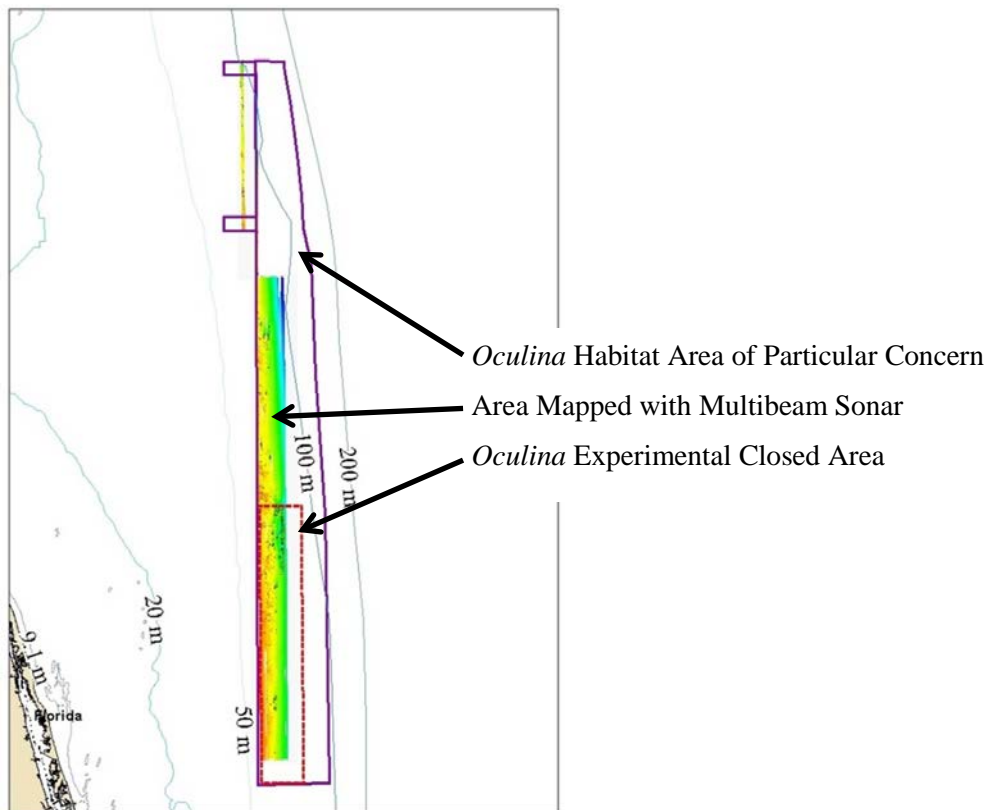 Oculina Habitat Area of Particular Concern
Area Mapped with Multibeam Sonar
Oculina Experimental Closed Area
100 m
200 m
20 m
9.1 m
Florida
50 m